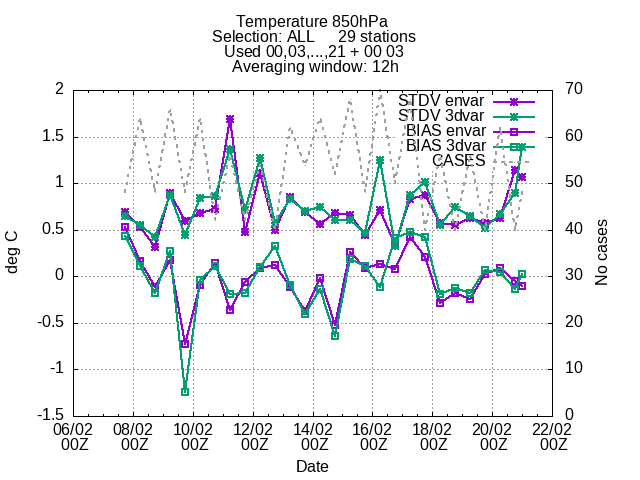 Temperature 850hPa
Selection: ALL 29 stations
Used 00,03,...,21 + 00 03
Averaging window: 12h
STDV envar
STDV 3dvar
BIAS envar
BIAS 3dvar
CASES
2
1.5
1
0.5
0
-0.5
-1
-1.5
deg C
70
60
50
40
30
20
10
0
No cases
06/02 08/02 10/02 12/02 14/02 16/02 18/02 20/02 22/02
00Z 00Z 00Z 00Z 00Z 00Z 00Z 00Z 00Z
Date